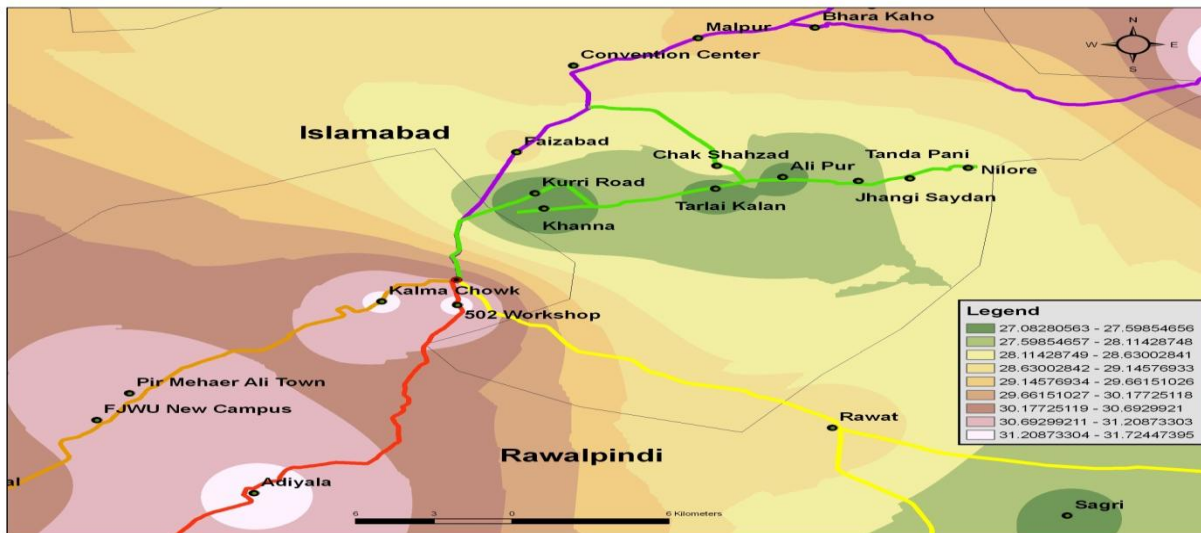 Malpur
Bhara Kaho
N
W E
S
Convention Center
Islamabad
Faizabad
Chak Shahzad
Ali Pur
Tanda Pani
Nilore
Kurri Road
Tarlai Kalan
Jhangi Saydan
Khanna
Kalma Chowk
502 Workshop
Pir Mehaer Ali Town
FJWU New Campus
Rawat
Rawalpindi
al
Adiyala
Sagri
6 3 0 6 Kilometers
Legend
27.08280563 - 27.59854656
27.59854657 - 28.11428748
28.11428749 - 28.63002841
28.63002842 - 29.14576933
29.14576934 - 29.66151026
29.66151027 - 30.17725118
30.17725119 - 30.6929921
30.69299211 - 31.20873303
31.20873304 - 31.72447395